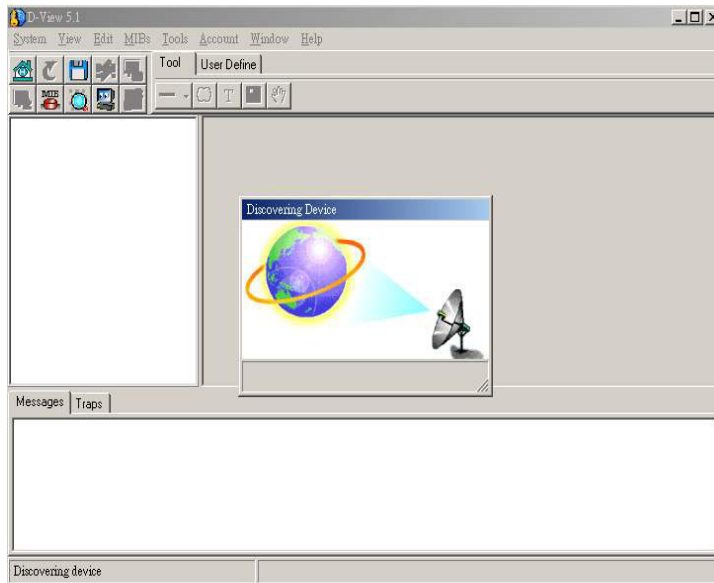 D-View 5.1
System View Edit MIBs Tools Account Window Help
Tool User Define
MIB
T
Discovering Device
Messages Traps
Discovering device